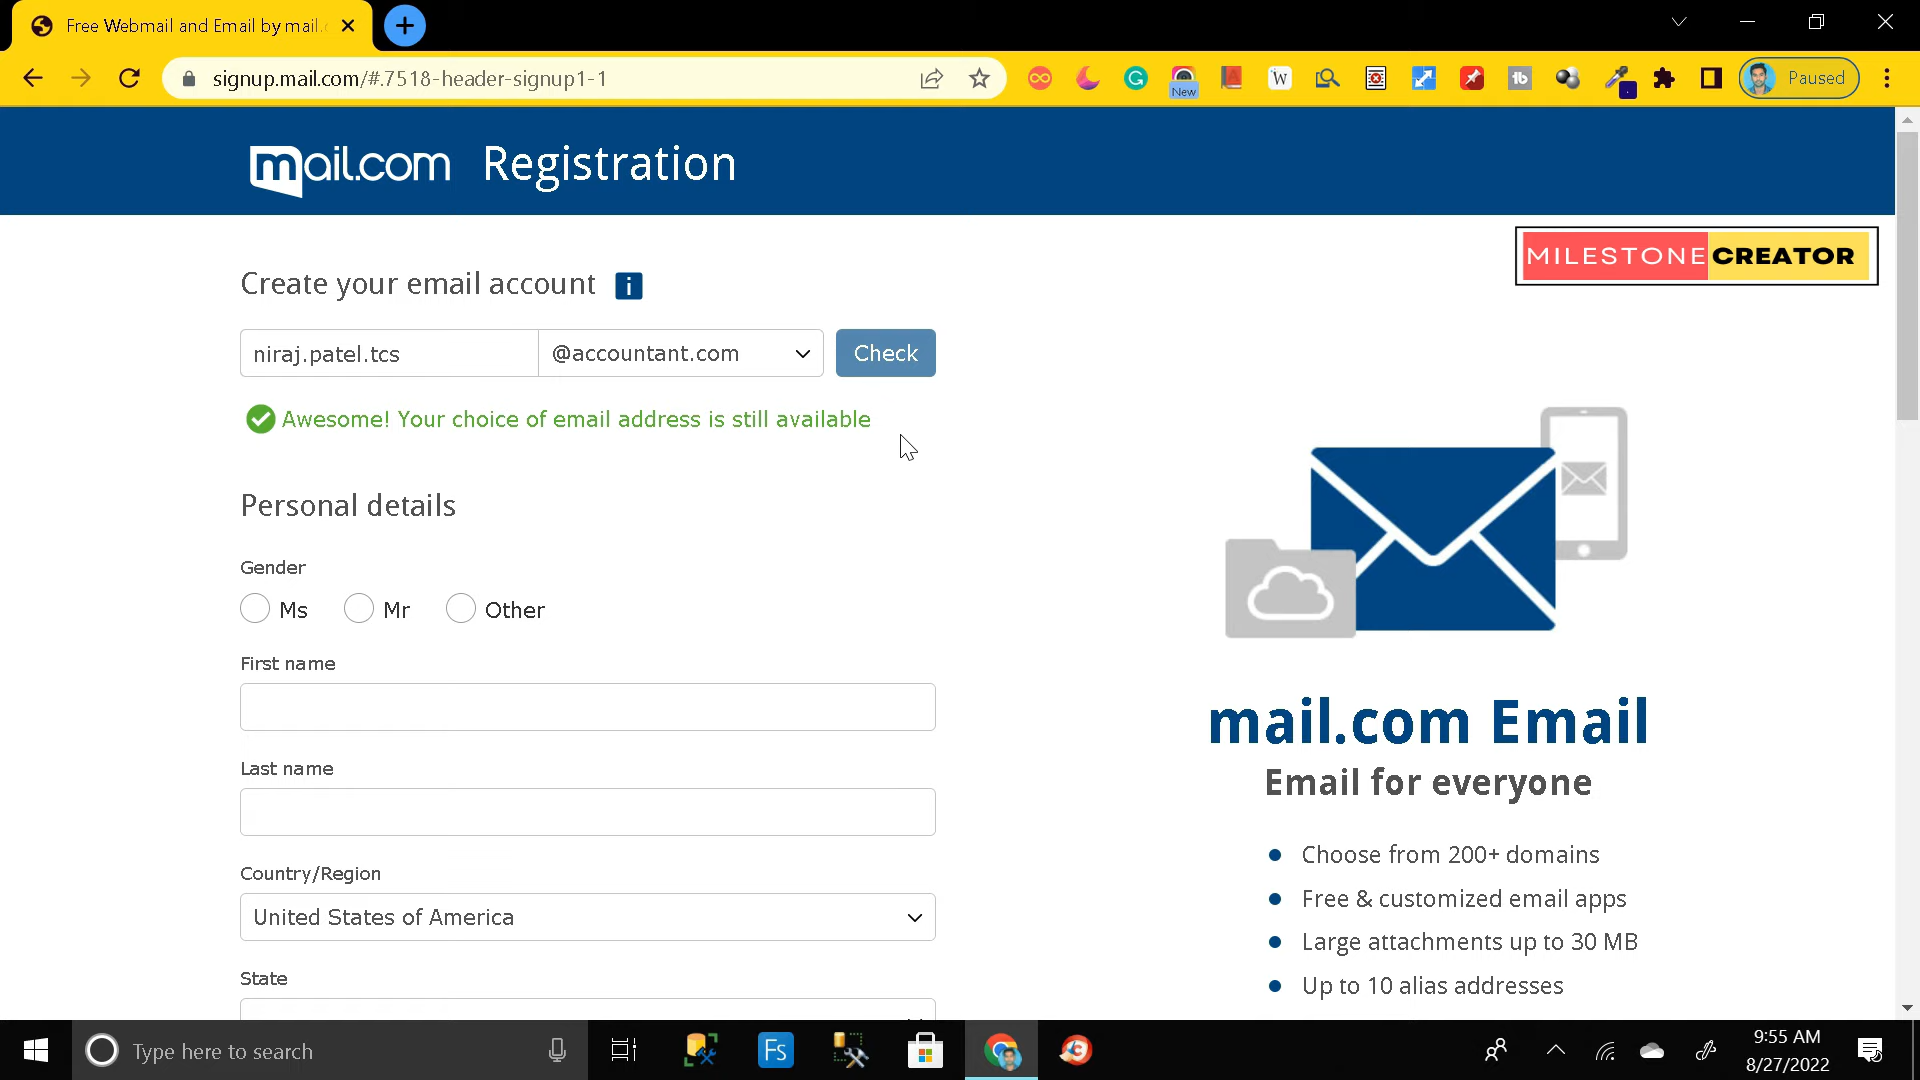 Free Webmail and Email by mail.
signup.mail.com/#.7518-header-signup1-1
New
W
Paused
mail.com Registration
MILESTONE CREATOR
Create your email account i
niraj.patel.tcs @accountant.com Check
Awesome! Your choice of email address is still available
Personal details
Gender
Ms Mr Other
First name
Last name
Country/Region
United States of America
State
mail.com Email
Email for everyone
Choose from 200+ domains
Free & customized email apps
Large attachments up to 30 MB
Up to 10 alias addresses
Type here to search
Fs
9:55 AM
8/27/2022